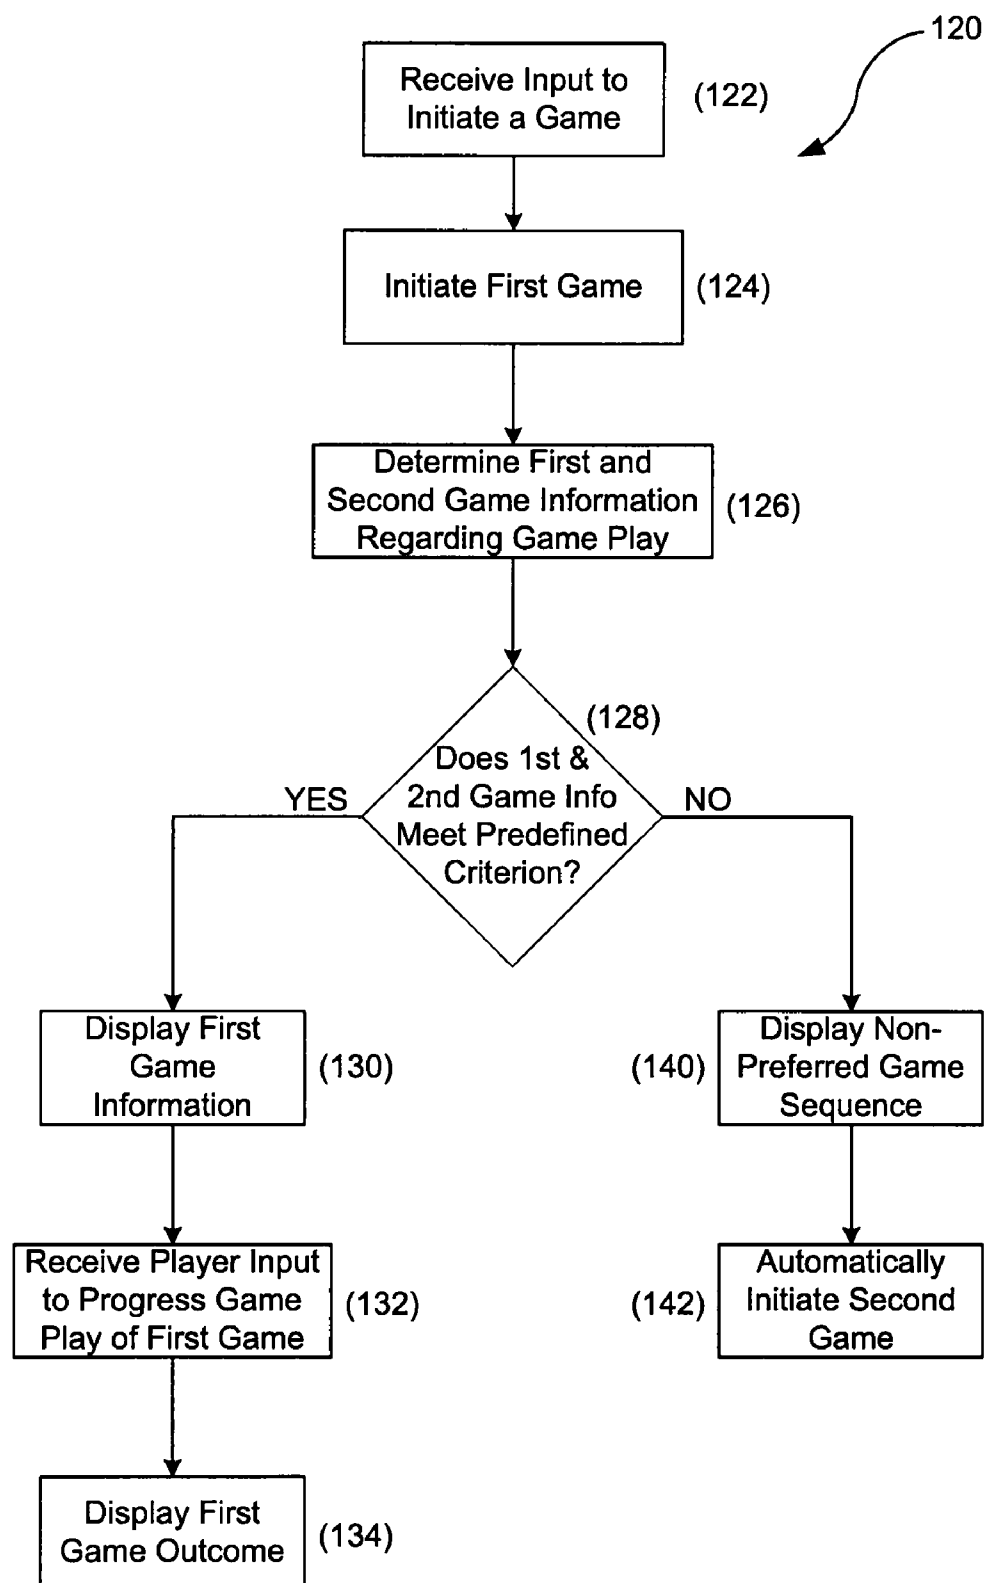 120
Receive Input to
Initiate a Game
(122)
Initiate First Game
(124)
Determine First and
Second Game Information
Regarding Game Play
(126)
(128)
Does 1st &
2nd Game Info
Meet Predefined
Criterion?
YES
NO
Display First
Game
Information
(130)
(140)
Display Non-
Preferred Game
Sequence
Receive Player Input
to Progress Game
Play of First Game
(132)
(142)
Automatically
Initiate Second
Game
Display First
Game Outcome
(134)